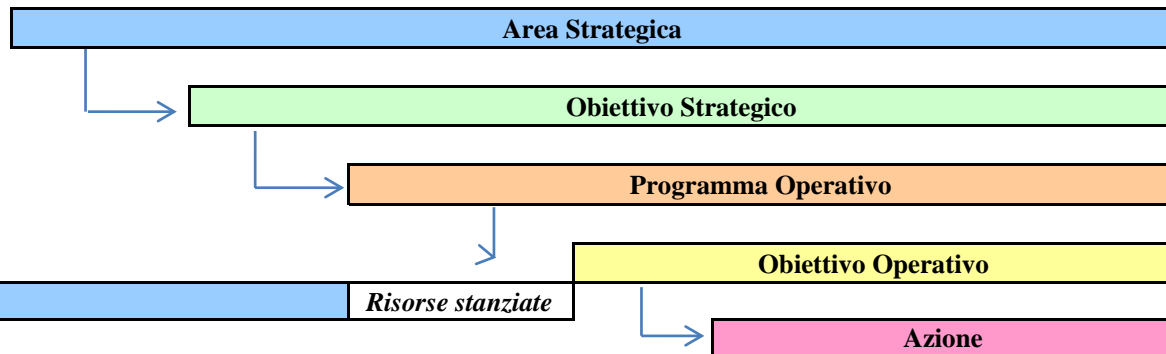 Area Strategica
Obiettivo Strategico
Programma Operativo
Obiettivo Operativo
Risorse stanziate
Azione